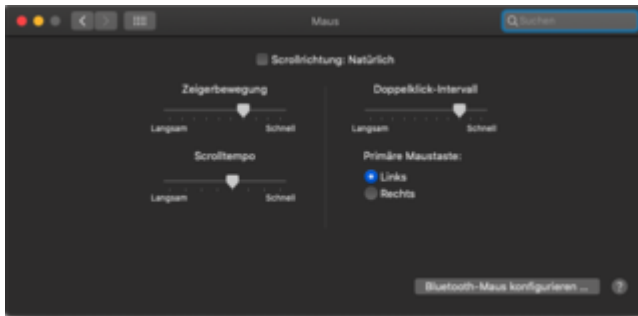 Maus
Suchen
Scrollrichtung: Natürlich
Zeigerbewegung
Langsam Schnell
Doppelklick-Intervall
Langsam Schnell
Scrolltempo
Langsam Schnell
Primäre Maustaste:
Links
Rechts
Bluetooth-Maus konfigurieren ...
?